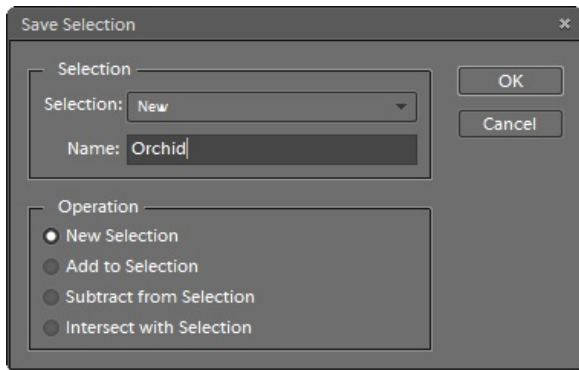 Save Selection
Selection
Selection: New
Name: Orchid
OK
Cancel
Operation
New Selection
Add to Selection
Subtract from Selection
Intersect with Selection